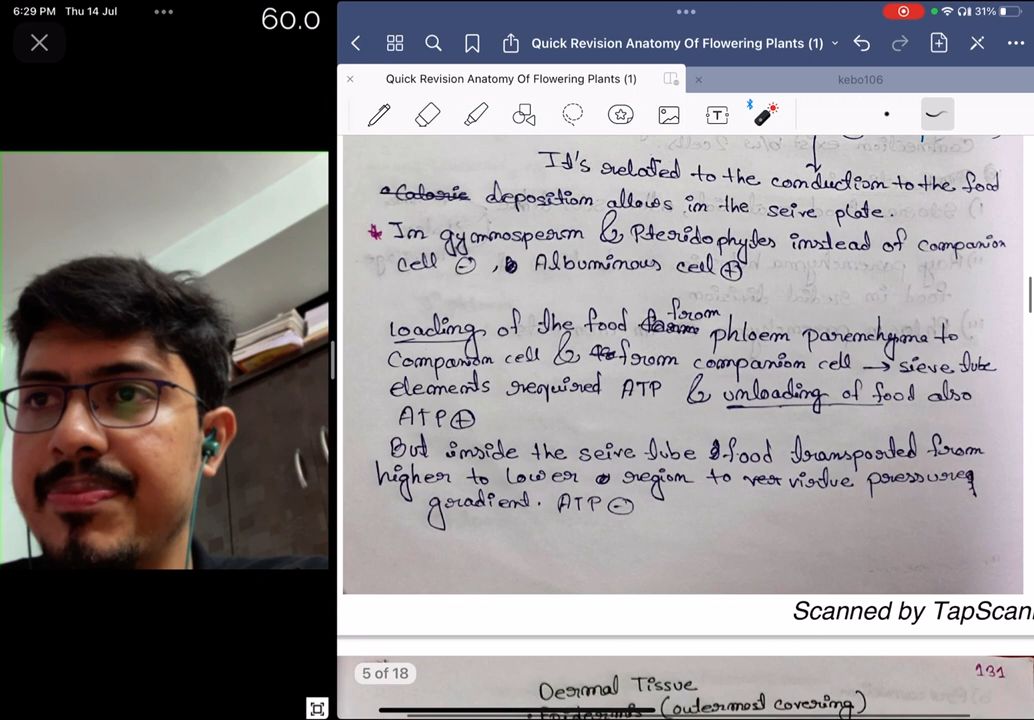 6:29 PM Thu 14 Jul
60.0
31%
Quick Revision Anatomy Of Flowering Plants (1)
Quick Revision Anatomy Of Flowering Plants (1)
kebo106
It's related to the conduction to the food
deposition allows in the seive plate.
* In gymnosperm & Pteridophytes instead of companion
cell ⊖, Albuminous cell ⊕
loading of the food from phloem parenchyma to
Companion cell & from companion cell → sieve tube
elements required ATP & unloading of food also
ATP ⊕
But inside the seive tube food transported from
higher to lower region to virtue pressure
gradient. ATP ⊖
Scanned by TapScan
5 of 18
131
Dermal Tissue
(outermost covering)